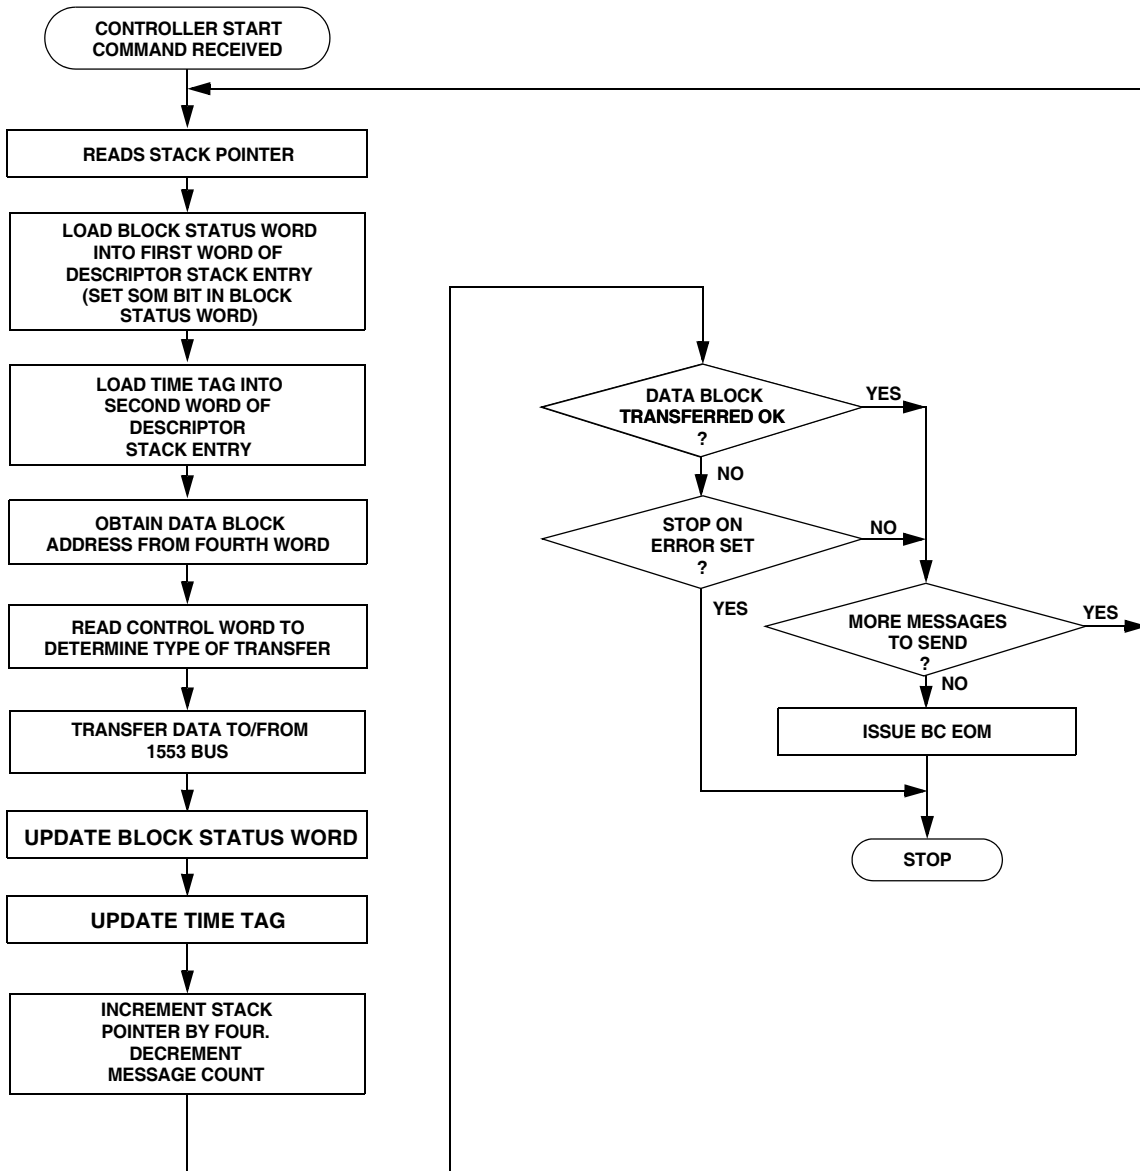 CONTROLLER START
COMMAND RECEIVED
READS STACK POINTER
LOAD BLOCK STATUS WORD
INTO FIRST WORD OF
DESCRIPTOR STACK ENTRY
(SET SOM BIT IN BLOCK
STATUS WORD)
LOAD TIME TAG INTO
SECOND WORD OF
DESCRIPTOR
STACK ENTRY
OBTAIN DATA BLOCK
ADDRESS FROM FOURTH WORD
READ CONTROL WORD TO
DETERMINE TYPE OF TRANSFER
TRANSFER DATA TO/FROM
1553 BUS
UPDATE BLOCK STATUS WORD
UPDATE TIME TAG
INCREMENT STACK
POINTER BY FOUR.
DECREMENT
MESSAGE COUNT
DATA BLOCK
TRANSFERRED OK
?
YES
NO
STOP ON
ERROR SET
?
NO
YES
MORE MESSAGES
TO SEND
?
YES
NO
ISSUE BC EOM
STOP